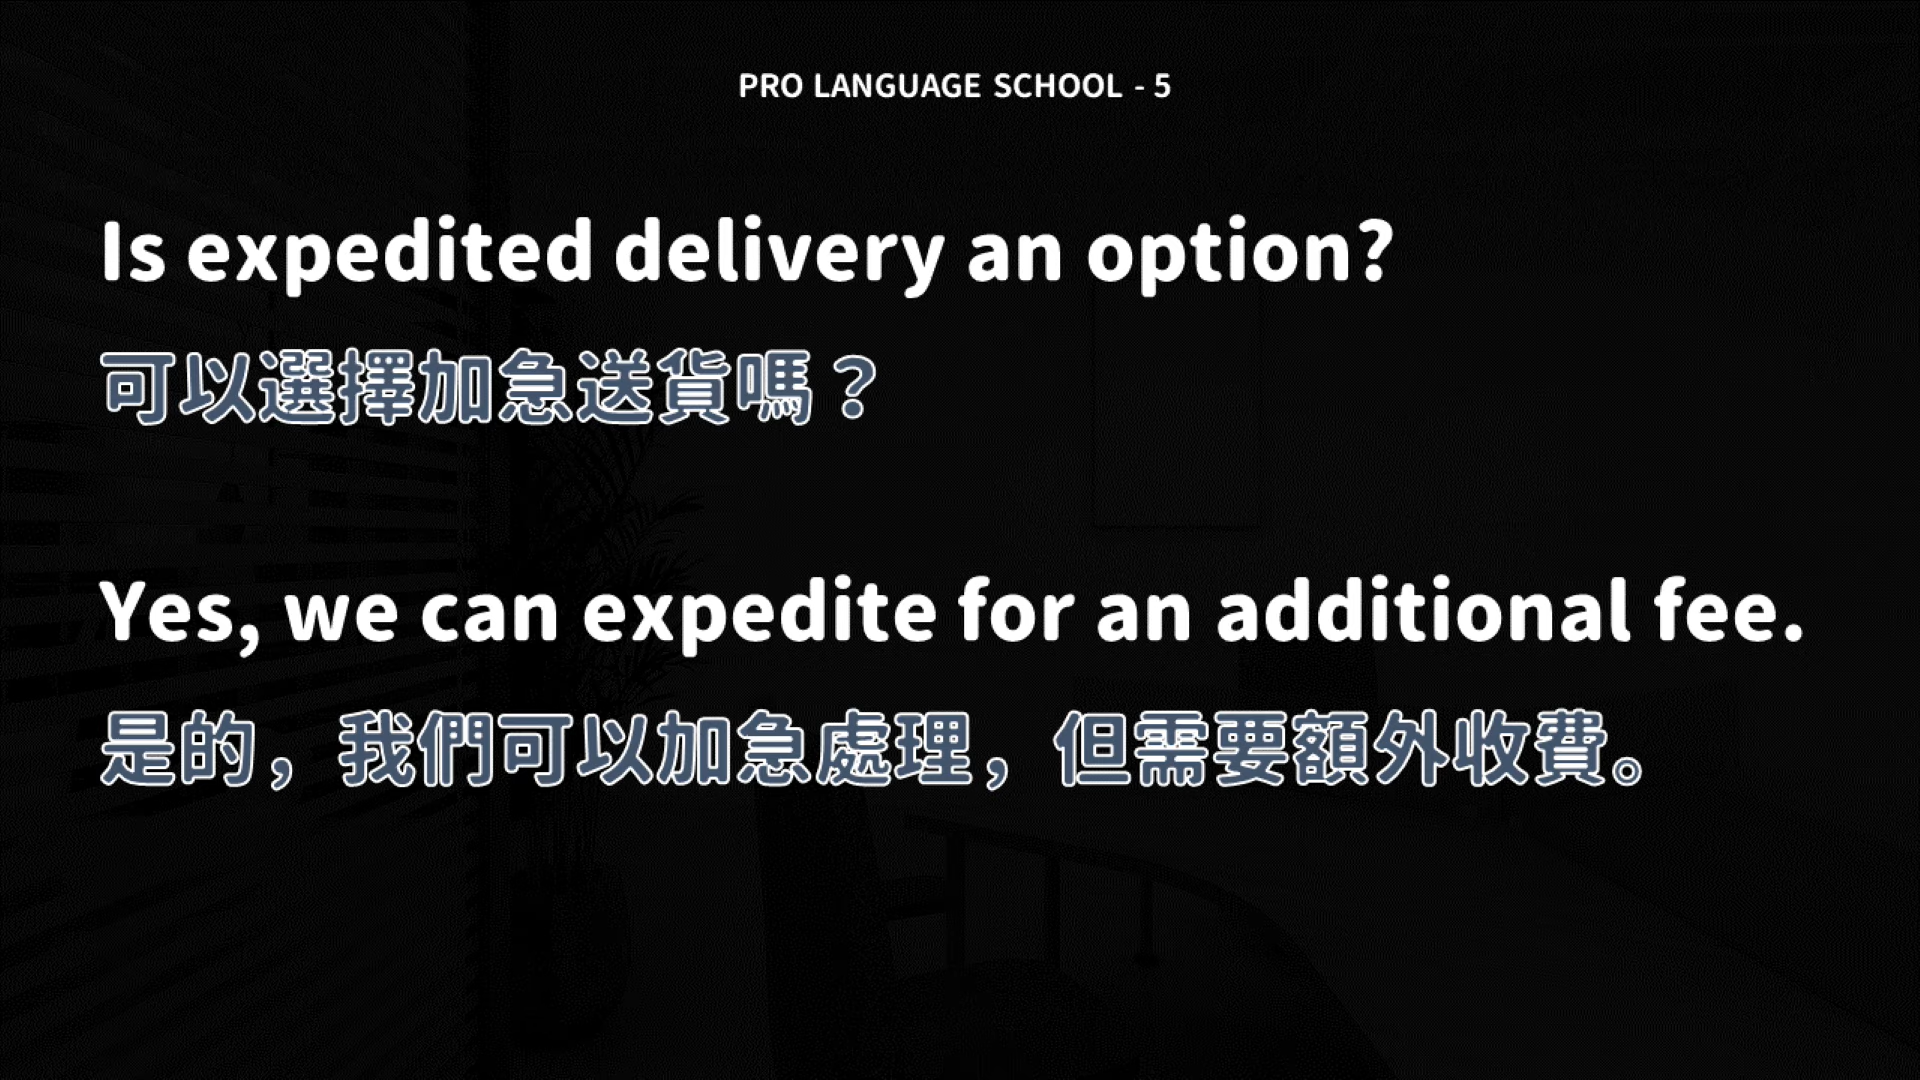 PRO LANGUAGE SCHOOL - 5
Is expedited delivery an option?
可以選擇加急送貨嗎？
Yes, we can expedite for an additional fee.
是的，我們可以加急處理，但需要額外收費。